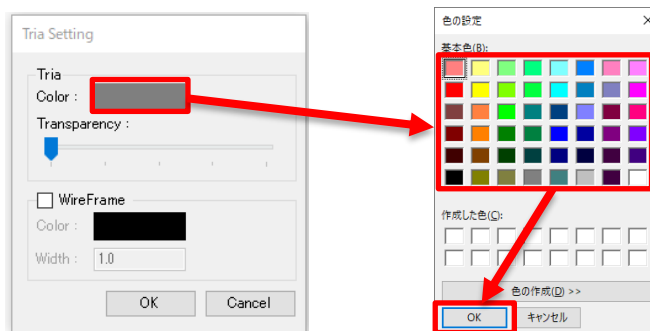 Tria Setting
Tria
Color :
Transparency :
WireFrame
Color :
Width : 1.0
OK Cancel
色の設定
基本色(B):
作成した色(C):
色の作成(D) >>
OK キャンセル